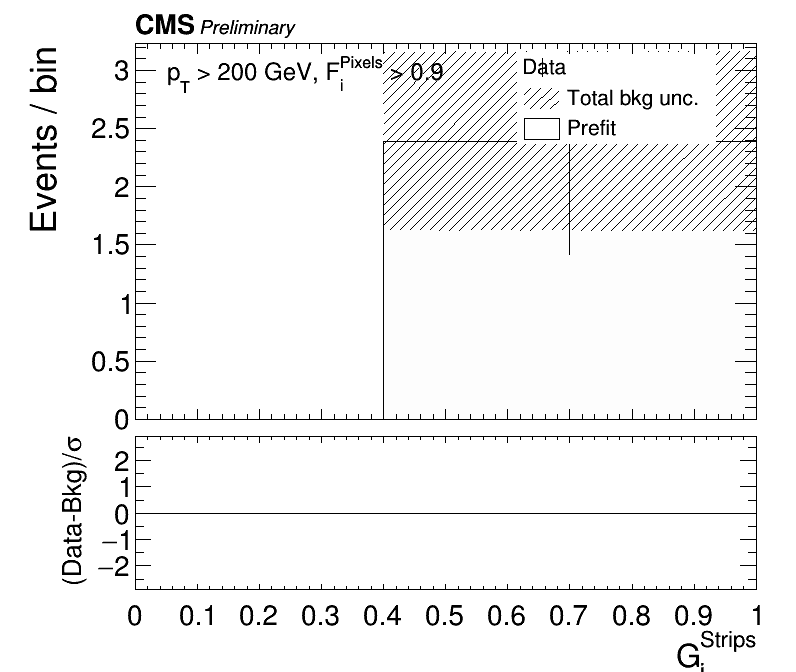 CMS Preliminary
Events / bin
p_T > 200 GeV, F_i^Pixels > 0.9
Data
Total bkg unc.
Prefit
3
2.5
2
1.5
1
0.5
0
(Data-Bkg)/σ
2
1
0
−1
−2
0 0.1 0.2 0.3 0.4 0.5 0.6 0.7 0.8 0.9 1
G_i^Strips